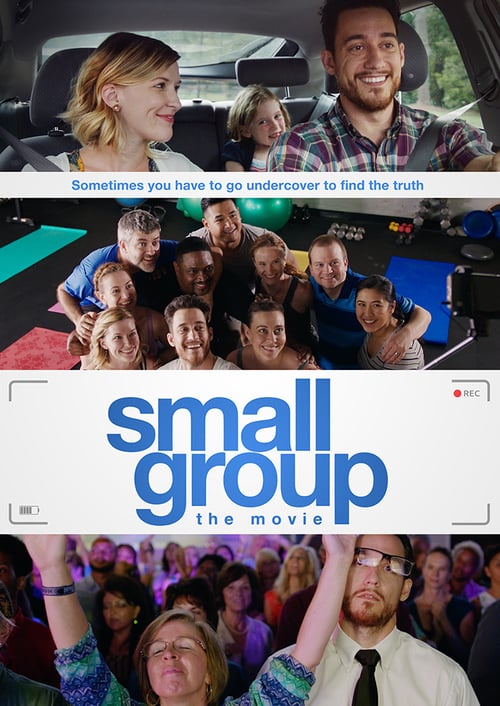 Sometimes you have to go undercover to find the truth
REC
small
group
the movie